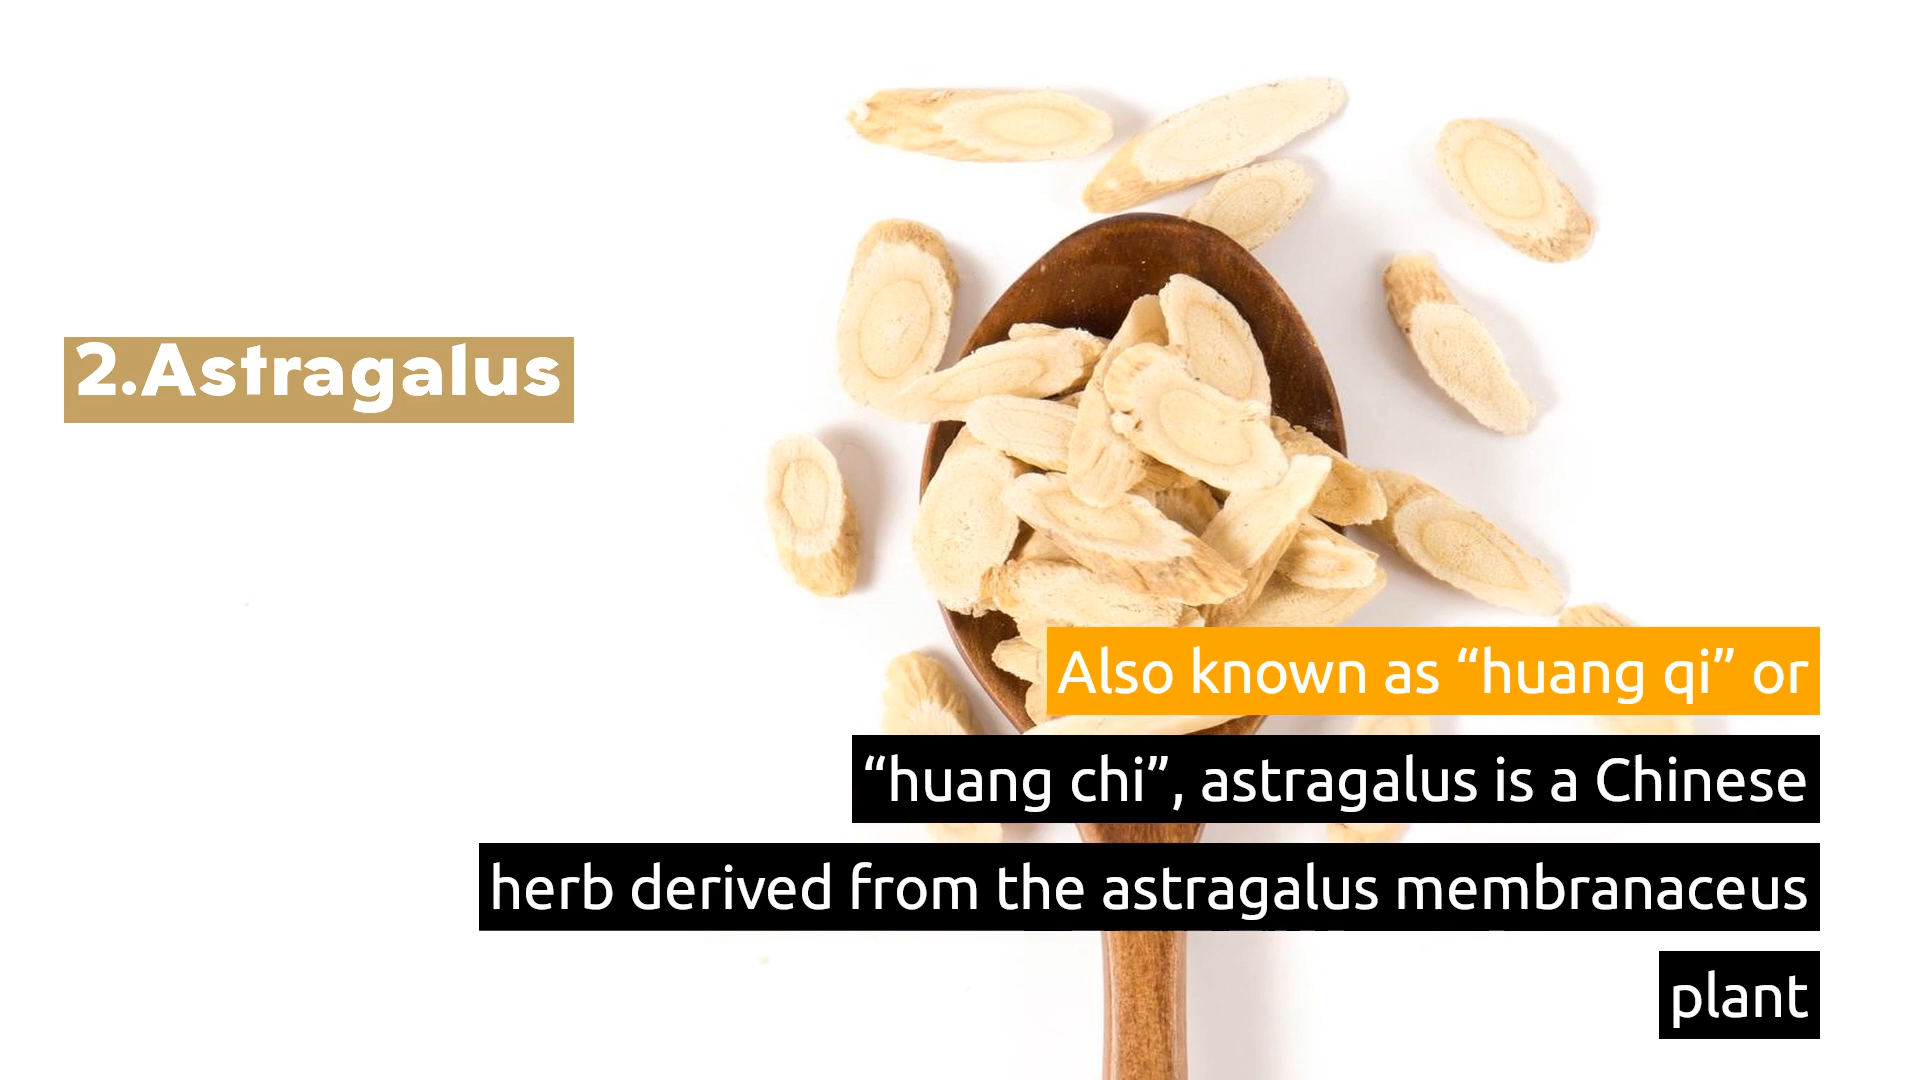 2.Astragalus
Also known as “huang qi” or
“huang chi”, astragalus is a Chinese
herb derived from the astragalus membranaceus
plant